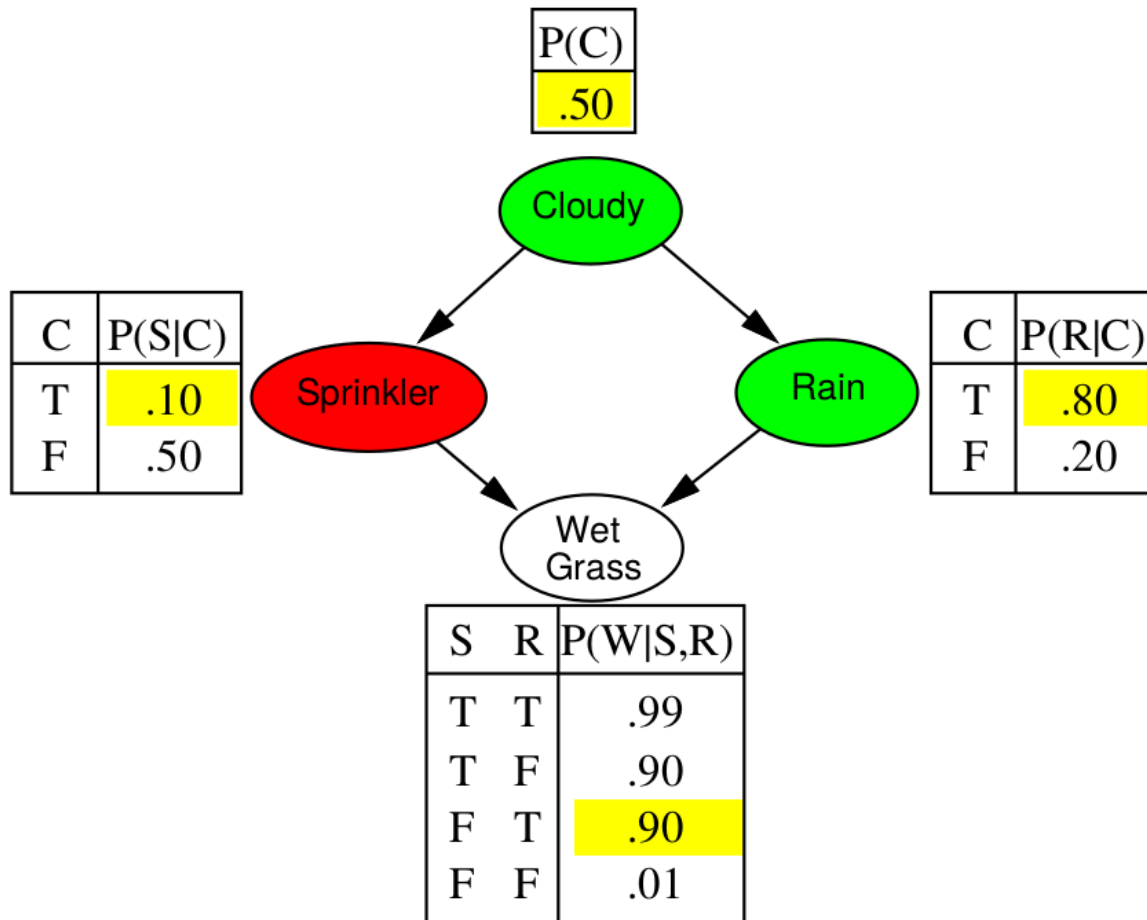 P(C)
.50
Cloudy
C P(S|C)
T .10
F .50
Sprinkler
Rain
C P(R|C)
T .80
F .20
Wet
Grass
S R P(W|S,R)
T T .99
T F .90
F T .90
F F .01